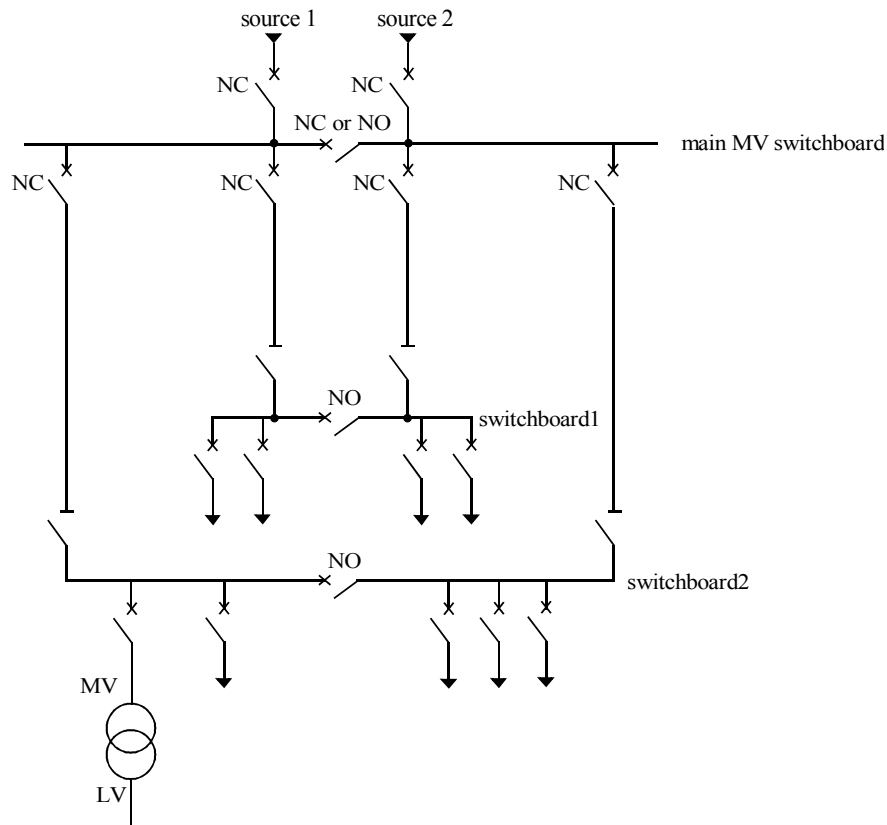 source 1
source 2
NC
NC
NC or NO
main MV switchboard
NC
NC
NC
NC
NO
switchboard1
NO
switchboard2
MV
LV